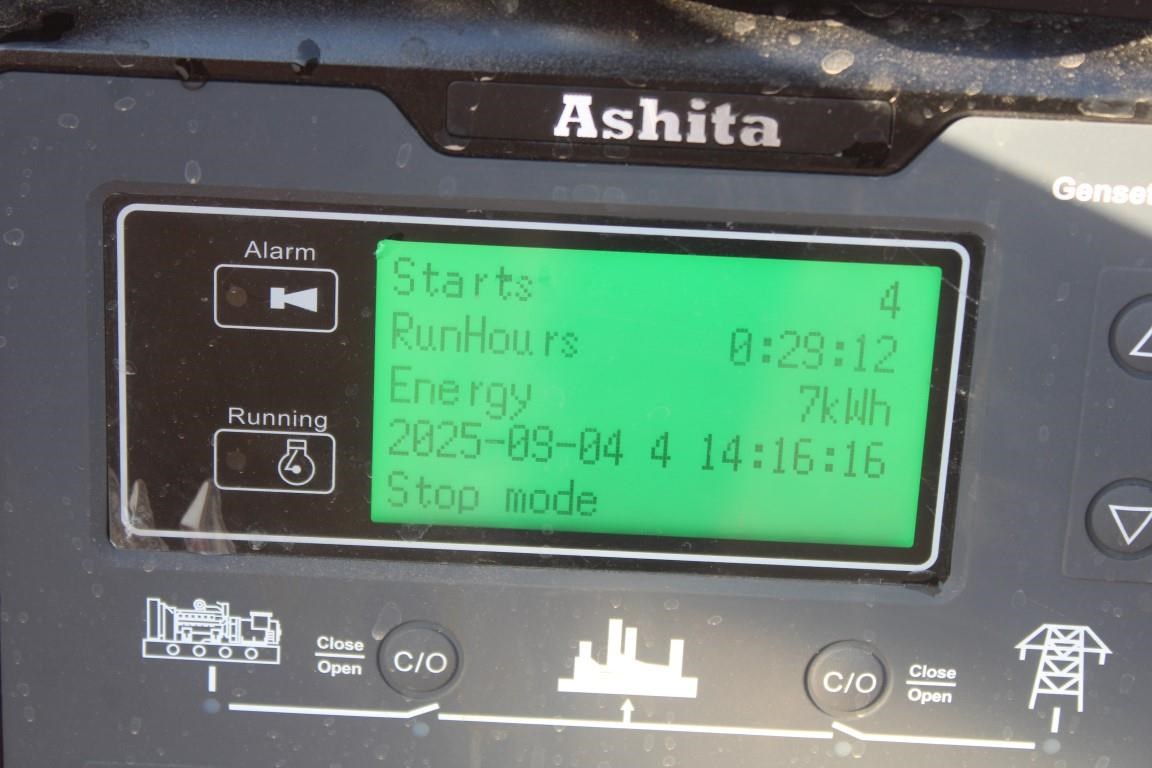 Ashita
Genset
Alarm
Starts 4
RunHours 0:29:12
Energy 7kWh
2025-09-04 4 14:16:16
Stop mode
Running
Close
Open
C/O
C/O
Close
Open